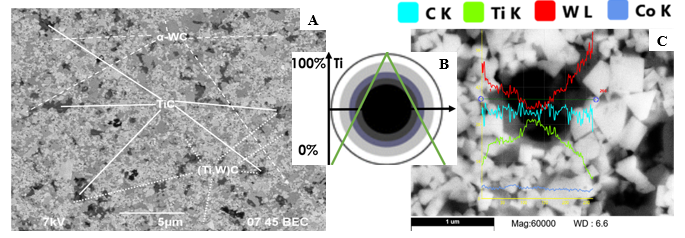 A
α-WC
TiC
(Ti,W)C
7kV
5µm
07 45 BEC
100%
Ti
B
0%
C K
Ti K
W L
Co K
C
1 um
Mag:60000
WD : 6.6